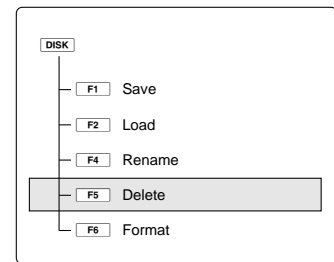 DISK
F1 Save
F2 Load
F4 Rename
F5 Delete
F6 Format